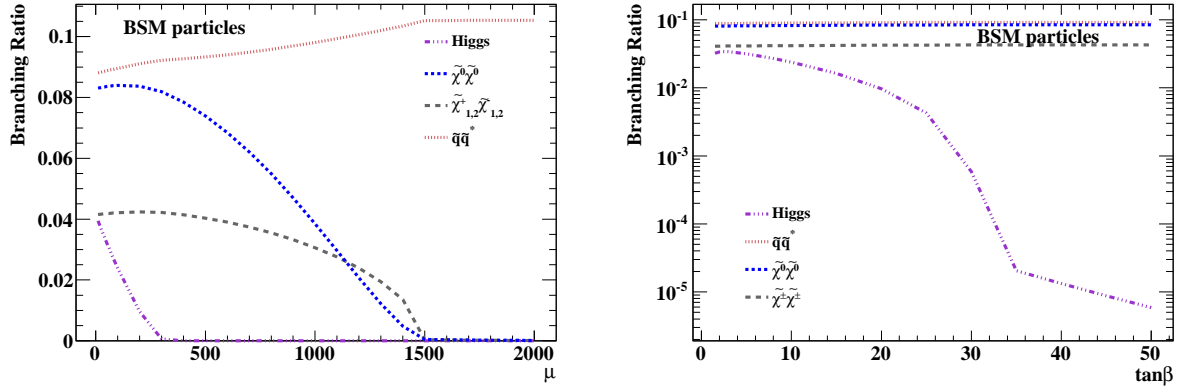 BSM particles
Higgs
χ̃⁰χ̃⁰
χ̃⁺₁,₂χ̃⁻₁,₂
q̃q̃*
Branching Ratio
0.1
0.08
0.06
0.04
0.02
0
0 500 1000 1500 2000
μ
BSM particles
Higgs
q̃q̃*
χ̃⁰χ̃⁰
χ̃±χ̃±
Branching Ratio
10⁻¹
10⁻²
10⁻³
10⁻⁴
10⁻⁵
0 10 20 30 40 50
tanβ